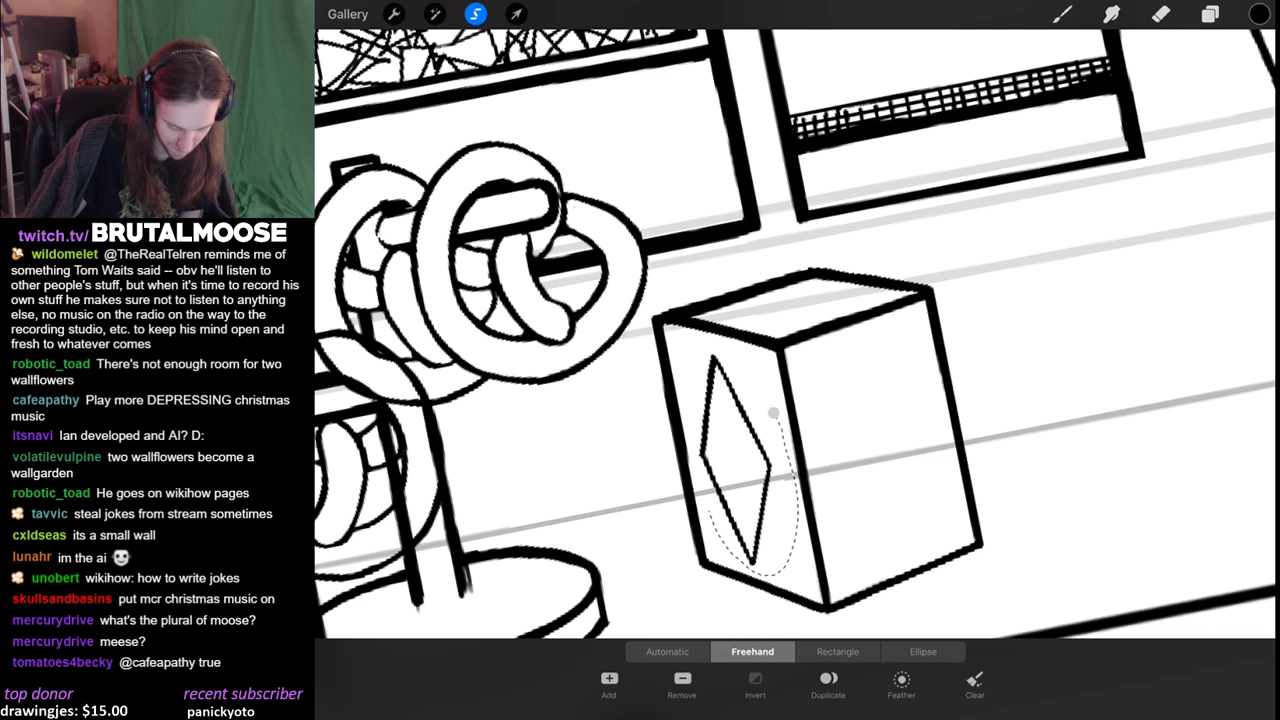 Gallery
twitch.tv/BRUTALMOOSE
wildomelet @TheRealTelren reminds me of
something Tom Waits said -- obv he'll listen to
other people's stuff, but when it's time to record his
own stuff he makes sure not to listen to anything
else, no music on the radio on the way to the
recording studio, etc. to keep his mind open and
fresh to whatever comes
robotic_toad There's not enough room for two
wallflowers
cafeapathy Play more DEPRESSING christmas
music
itsnavi Ian developed and AI? D:
volatilevulpine two wallflowers become a
wallgarden
robotic_toad He goes on wikihow pages
tavvic steal jokes from stream sometimes
cxldseas its a small wall
lunahr im the ai
unobert wikihow: how to write jokes
skullsandbasins put mcr christmas music on
mercurydrive what's the plural of moose?
mercurydrive meese?
tomatoes4becky @cafeapathy true
top donor
drawingjes: $15.00
recent subscriber
panickyoto
Automatic Freehand Rectangle Ellipse
Add Remove Invert Duplicate Feather Clear